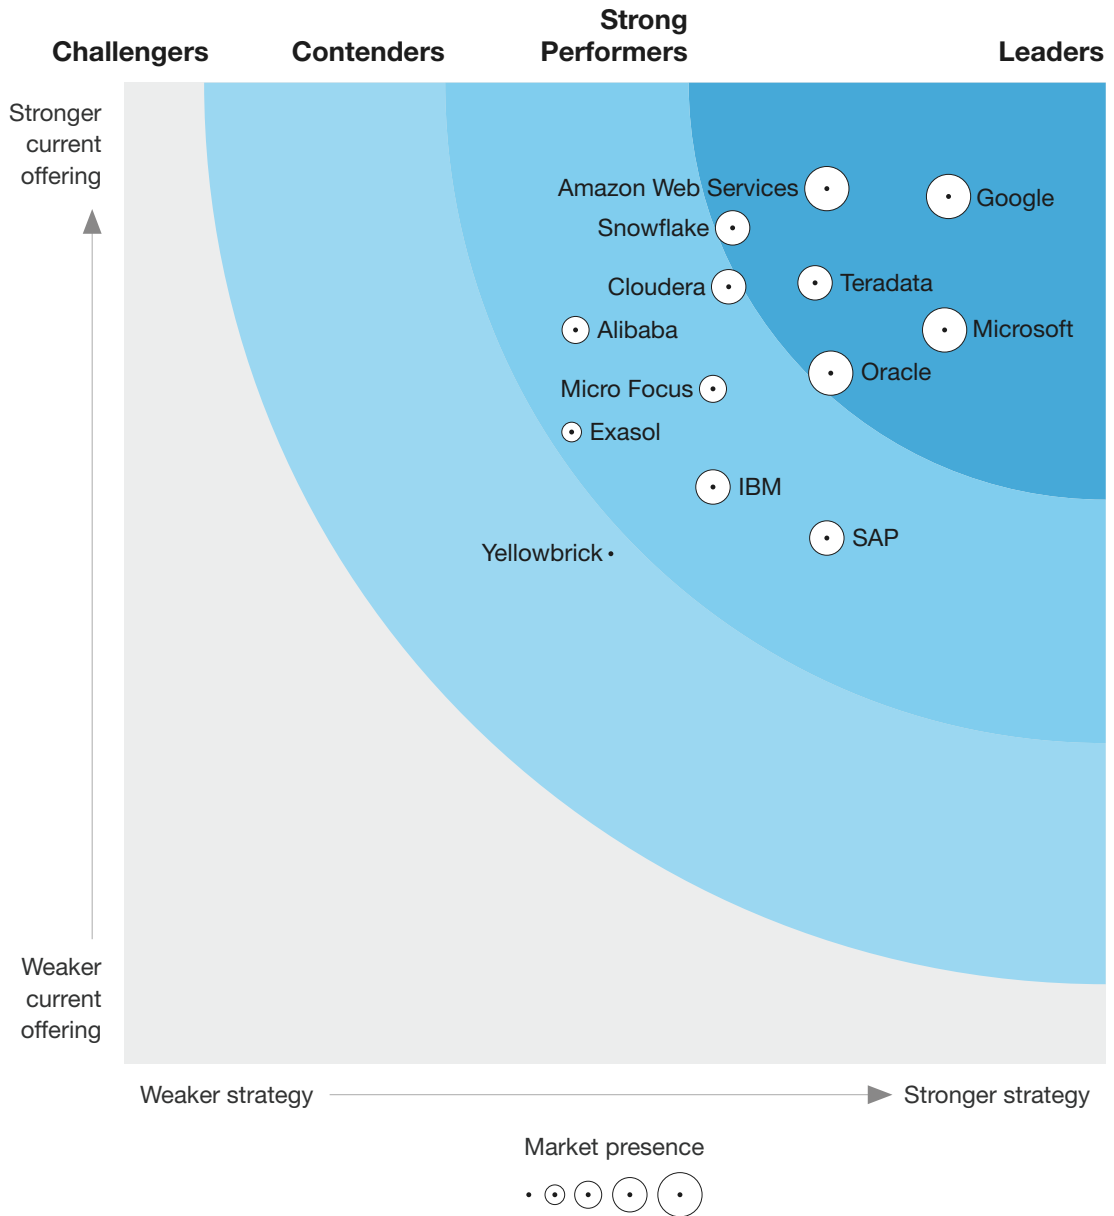 Challengers
Contenders
Strong
Performers
Leaders
Stronger
current
offering
Amazon Web Services
Google
Snowflake
Cloudera
Teradata
Alibaba
Microsoft
Oracle
Micro Focus
Exasol
IBM
SAP
Yellowbrick
Weaker
current
offering
Weaker strategy
Stronger strategy
Market presence